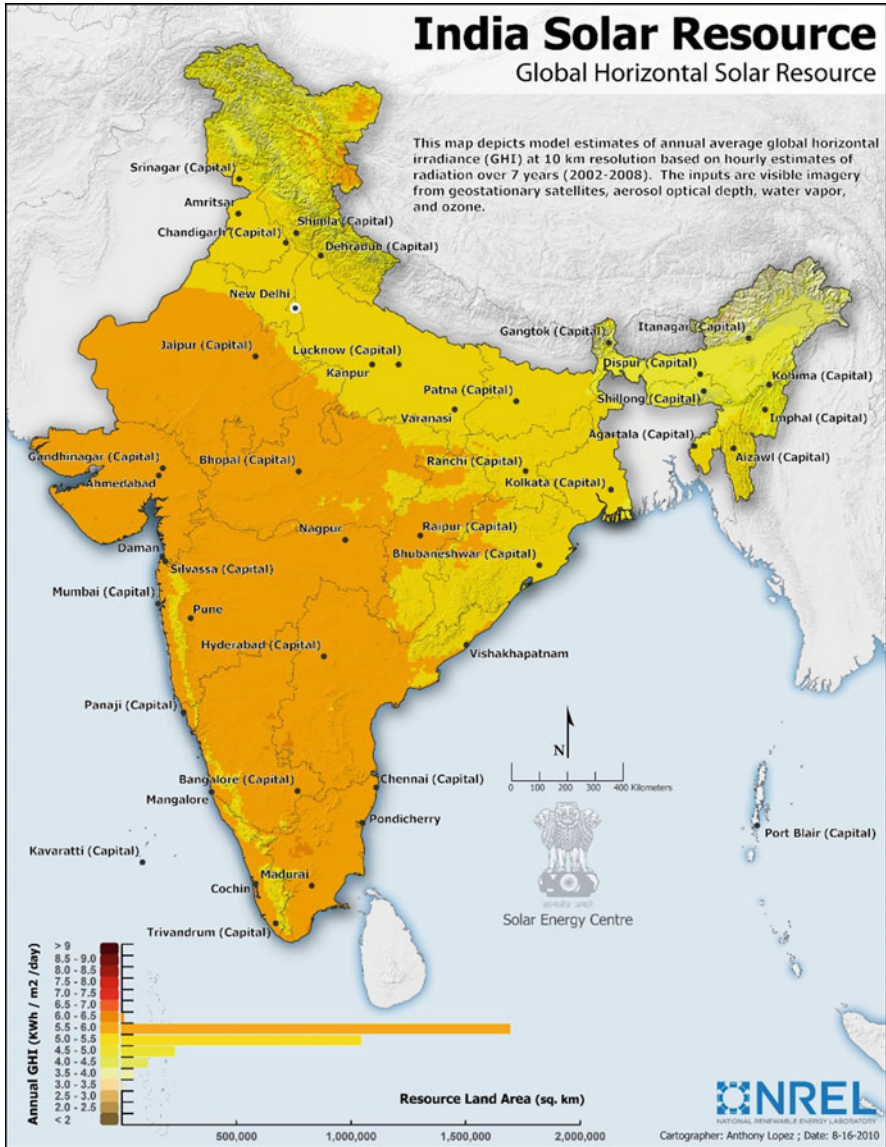 India Solar Resource
Global Horizontal Solar Resource
This map depicts model estimates of annual average global horizontal
irradiance (GHI) at 10 km resolution based on hourly estimates of
radiation over 7 years (2002-2008). The inputs are visible imagery
from geostationary satellites, aerosol optical depth, water vapor,
and ozone.
Srinagar (Capital)
Amritsar
Shimla (Capital)
Chandigarh (Capital)
Dehradun (Capital)
New Delhi
Gangtok (Capital)
Itanagar (Capital)
Jaipur (Capital)
Lucknow (Capital)
Kanpur
Dispur (Capital)
Kohima (Capital)
Patna (Capital)
Shillong (Capital)
Varanasi
Imphal (Capital)
Agartala (Capital)
Aizawl (Capital)
Gandhinagar (Capital)
Bhopal (Capital)
Ranchi (Capital)
Ahmedabad
Kolkata (Capital)
Nagpur
Raipur (Capital)
Daman
Bhubaneshwar (Capital)
Silvassa (Capital)
Mumbai (Capital)
Pune
Hyderabad (Capital)
Vishakhapatnam
Panaji (Capital)
N
Bangalore (Capital)
Chennai (Capital)
0 100 200 400 Kilometers
Mangalore
Pondicherry
Port Blair (Capital)
Kavaratti (Capital)
Madurai
Cochin
Solar Energy Centre
Trivandrum (Capital)
Annual GHI (KWh / m2 /day)
> 9
8.5 - 9.0
8.0 - 8.5
7.5 - 8.0
7.0 - 7.5
6.5 - 7.0
6.0 - 6.5
5.5 - 6.0
5.0 - 5.5
4.5 - 5.0
4.0 - 4.5
3.5 - 4.0
3.0 - 3.5
2.5 - 3.0
2.0 - 2.5
< 2
Resource Land Area (sq. km)
500,000 1,000,000 1,500,000 2,000,000
NREL
NATIONAL RENEWABLE ENERGY LABORATORY
Cartographer: Anthony Lopez ; Date: 8-16-2010